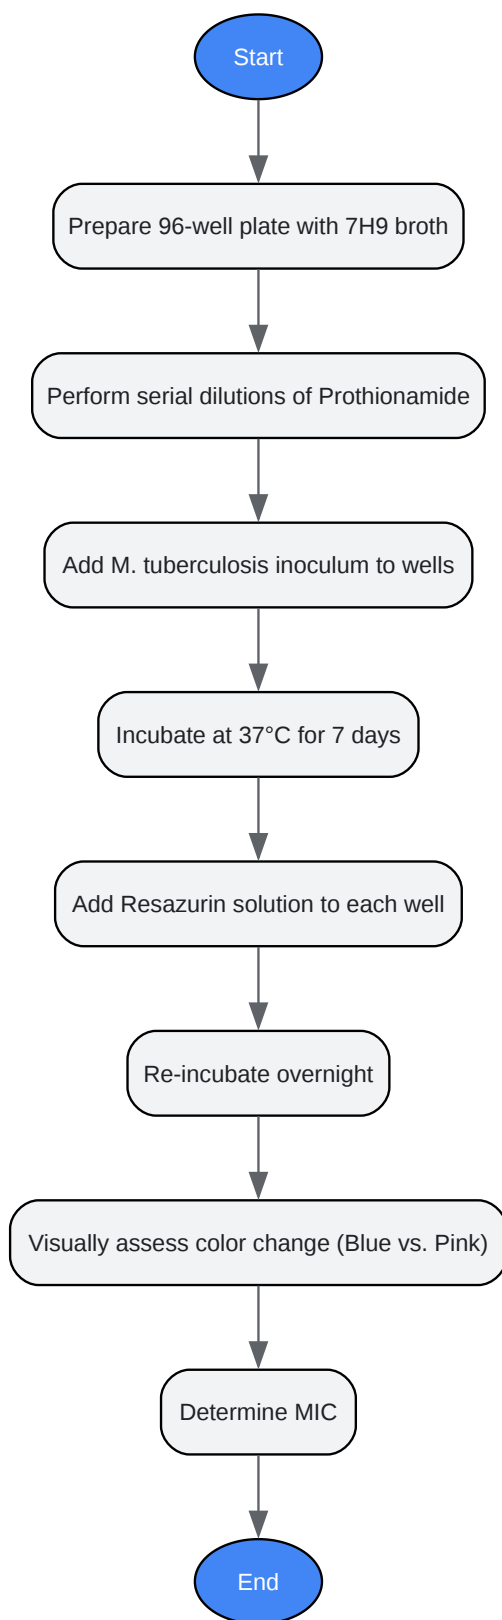 Start
Prepare 96-well plate with 7H9 broth
Perform serial dilutions of Prothionamide
Add M. tuberculosis inoculum to wells
Incubate at 37°C for 7 days
Add Resazurin solution to each well
Re-incubate overnight
Visually assess color change (Blue vs. Pink)
Determine MIC
End